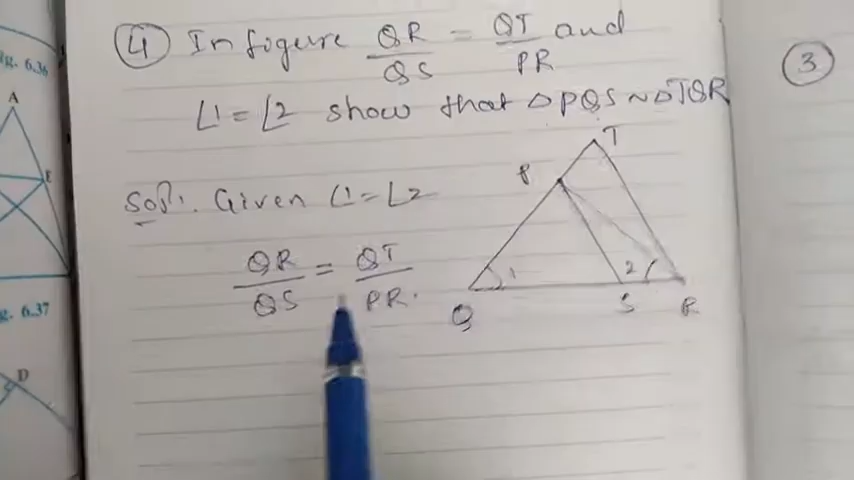 ④ In figure QR/QS = QT/PR and
∠1 = ∠2 show that △PQS ~ △TQR
Sol: Given ∠1 = ∠2
QR/QS = QT/PR.
T
P
1
2
Q
S
R
③
ig. 6.36
A
E
g. 6.37
D